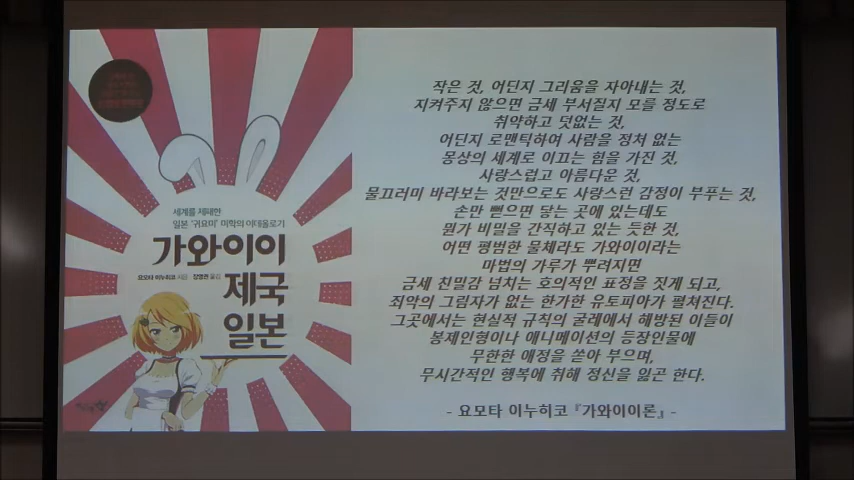 세계를 제패한
일본 '귀요미' 미학의 이데올로기
가와이이
제국
일본
요모타 이누히코 지음 장영권 옮김
작은 것, 어딘지 그리움을 자아내는 것,
지켜주지 않으면 금세 부서질지 모를 정도로
취약하고 덧없는 것,
어딘지 로맨틱하여 사람을 정처 없는
몽상의 세계로 이끄는 힘을 가진 것,
사랑스럽고 아름다운 것,
물끄러미 바라보는 것만으로도 사랑스런 감정이 부푸는 것,
손만 뻗으면 닿는 곳에 있는데도
뭔가 비밀을 간직하고 있는 듯한 것,
어떤 평범한 물체라도 가와이이라는
마법의 가루가 뿌려지면
금세 친밀감 넘치는 호의적인 표정을 짓게 되고,
죄악의 그림자가 없는 한가한 유토피아가 펼쳐진다.
그곳에서는 현실적 규칙의 굴레에서 해방된 이들이
봉제인형이나 애니메이션의 등장인물에
무한한 애정을 쏟아 부으며,
무시간적인 행복에 취해 정신을 잃곤 한다.
- 요모타 이누히코 『가와이이론』 -